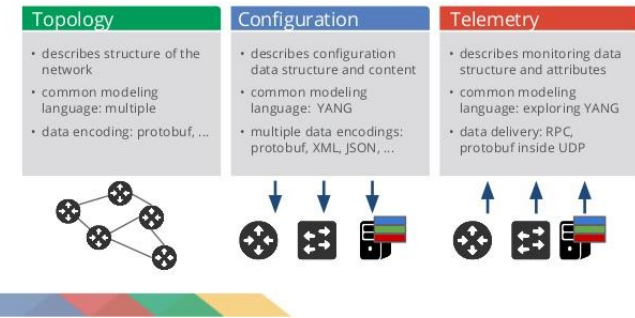 Topology
• describes structure of the
network
• common modeling
language: multiple
• data encoding: protobuf, ...
Configuration
• describes configuration
data structure and content
• common modeling
language: YANG
• multiple data encodings:
protobuf, XML, JSON, ...
Telemetry
• describes monitoring data
structure and attributes
• common modeling
language: exploring YANG
• data delivery: RPC,
protobuf inside UDP